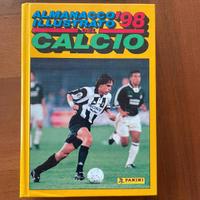 ALMANACCO
ILLUSTRATO '98
DEL
CALCIO
PANINI